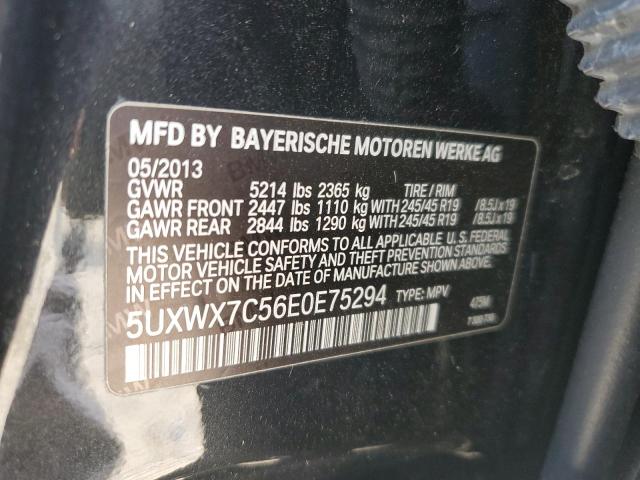 MFD BY BAYERISCHE MOTOREN WERKE AG
05/2013
GVWR 5214 lbs 2365 kg TIRE / RIM
GAWR FRONT 2447 lbs 1110 kg WITH 245/45 R19 /8.5J x 19
GAWR REAR 2844 lbs 1290 kg WITH 245/45 R19 /8.5J x 19
THIS VEHICLE CONFORMS TO ALL APPLICABLE U. S. FEDERAL
MOTOR VEHICLE SAFETY AND THEFT PREVENTION STANDARDS
IN EFFECT ON THE DATE OF MANUFACTURE SHOWN ABOVE.
5UXWX7C56E0E75294 TYPE: MPV
475M